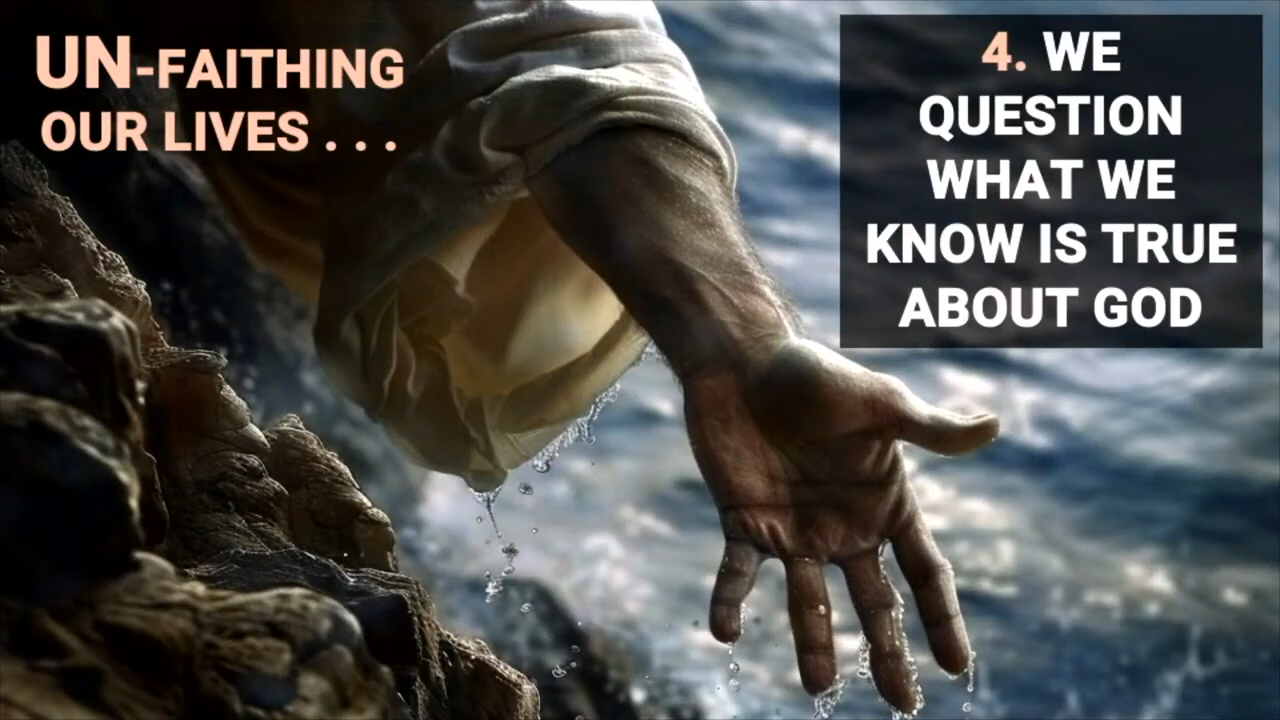 UN-FAITHING
OUR LIVES . . .
4. WE
QUESTION
WHAT WE
KNOW IS TRUE
ABOUT GOD